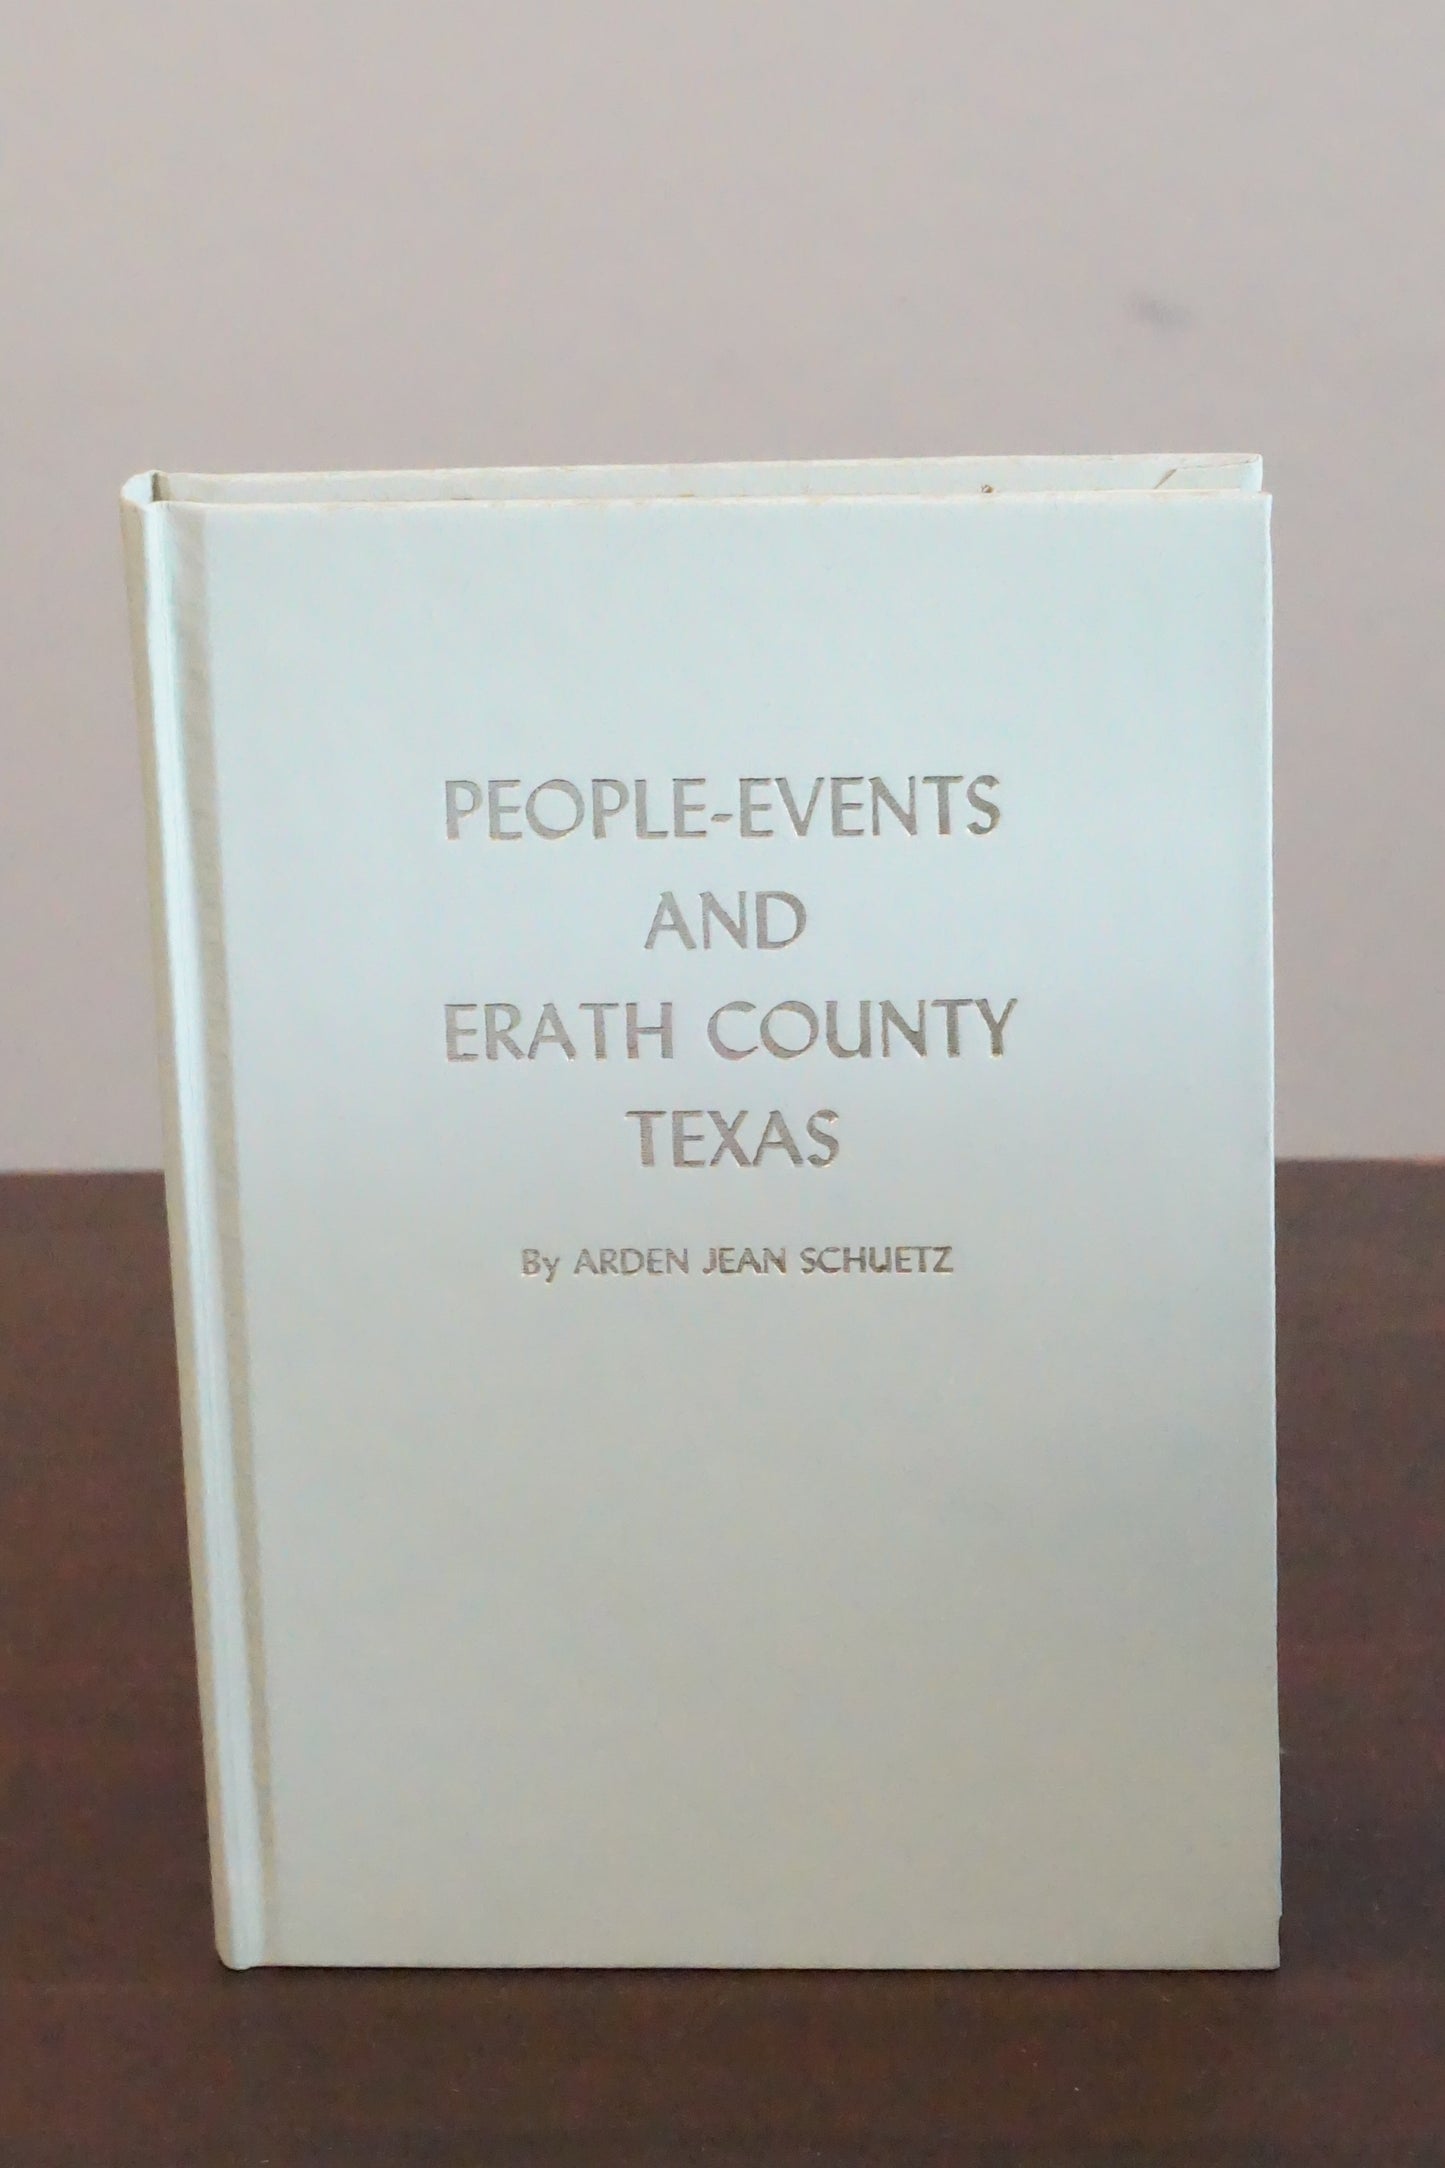 PEOPLE-EVENTS
AND
ERATH COUNTY
TEXAS
By ARDEN JEAN SCHUETZ